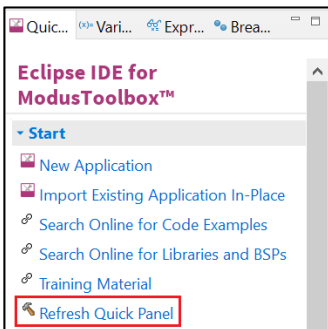 Quic... (x)= Vari... Expr... Brea...
Eclipse IDE for
ModusToolbox™
Start
New Application
Import Existing Application In-Place
Search Online for Code Examples
Search Online for Libraries and BSPs
Training Material
Refresh Quick Panel